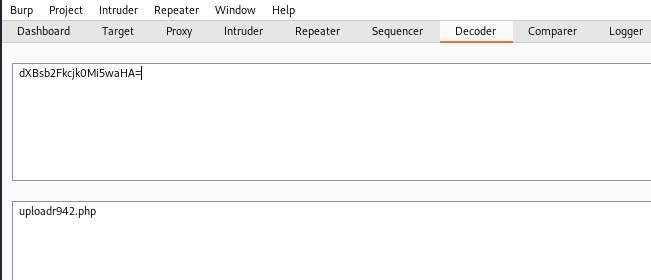 Burp Project Intruder Repeater Window Help
Dashboard Target Proxy Intruder Repeater Sequencer Decoder Comparer Logger
dXBsb2Fkcjk0Mi5waHA=
uploadr942.php